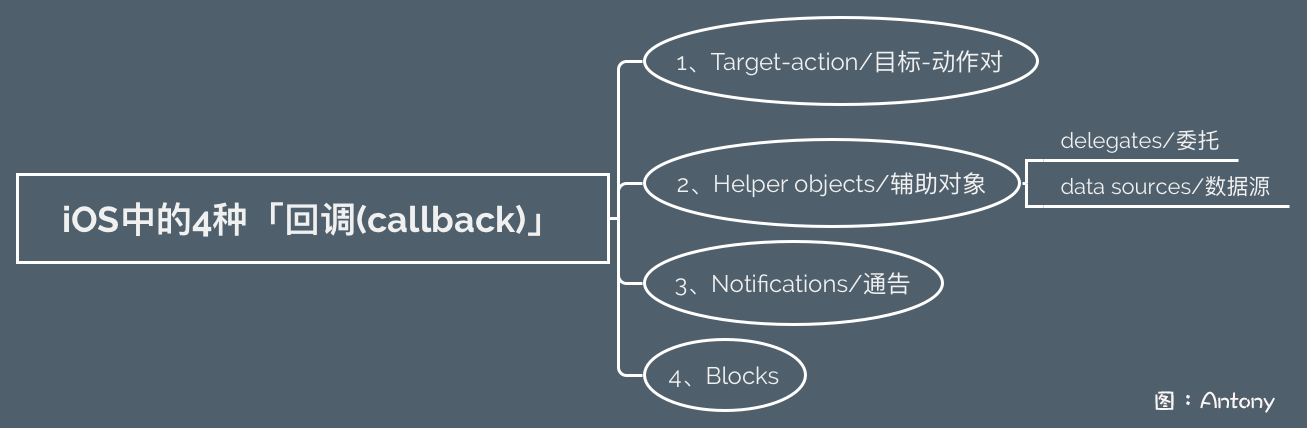 iOS中的4种「回调(callback)」
1、Target-action/目标-动作对
2、Helper objects/辅助对象
delegates/委托
data sources/数据源
3、Notifications/通告
4、Blocks
图：Antony